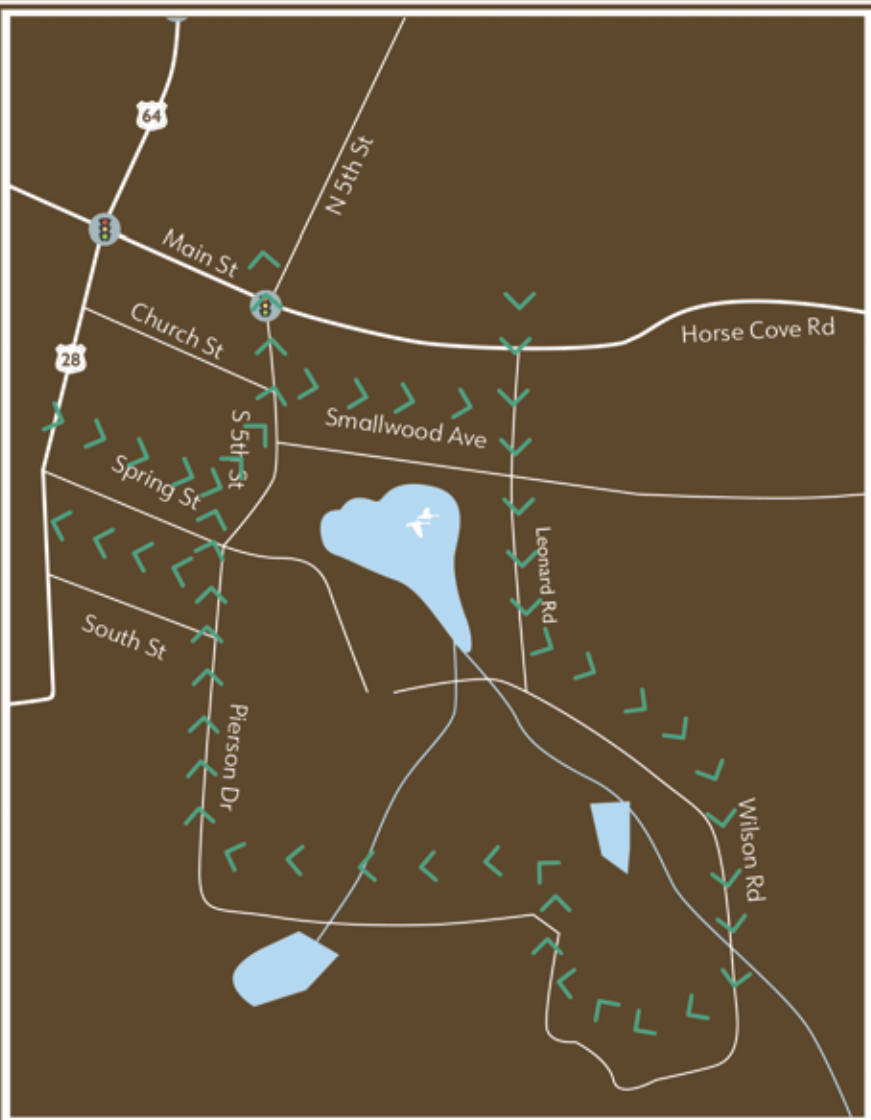 64
N 5th St
Main St
Church St
Horse Cove Rd
28
S 5th St
Smallwood Ave
Spring St
Leonard Rd
South St
Pierson Dr
Wilson Rd